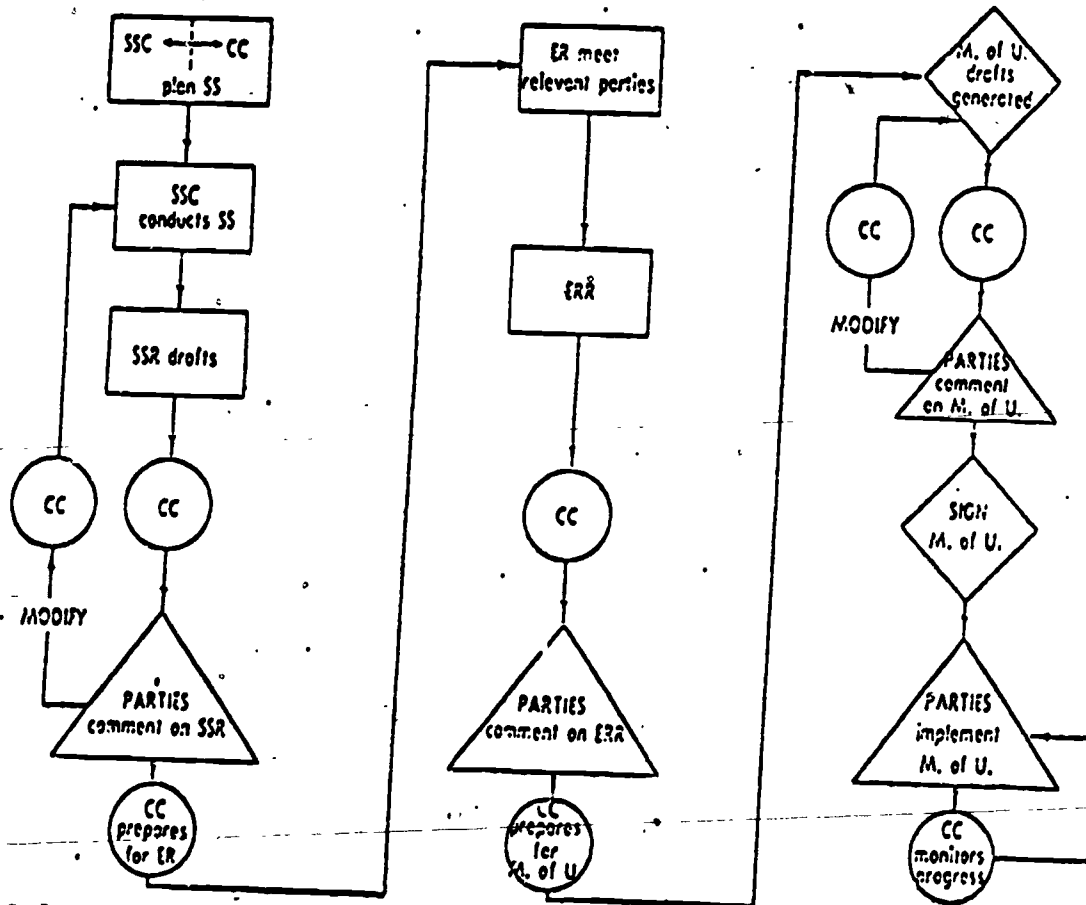 SSC CC
plan SS
SSC
conducts SS
SSR drafts
CC
CC
MODIFY
PARTIES
comment on SSR
CC
prepares
for ER
ER meet
relevant parties
ERR
CC
PARTIES
comment on ERR
CC
prepares
for
M. of U.
M. of U.
drafts
generated
CC
CC
MODIFY
PARTIES
comment
on M. of U.
SIGN
M. of U.
PARTIES
implement
M. of U.
CC
monitors
progress